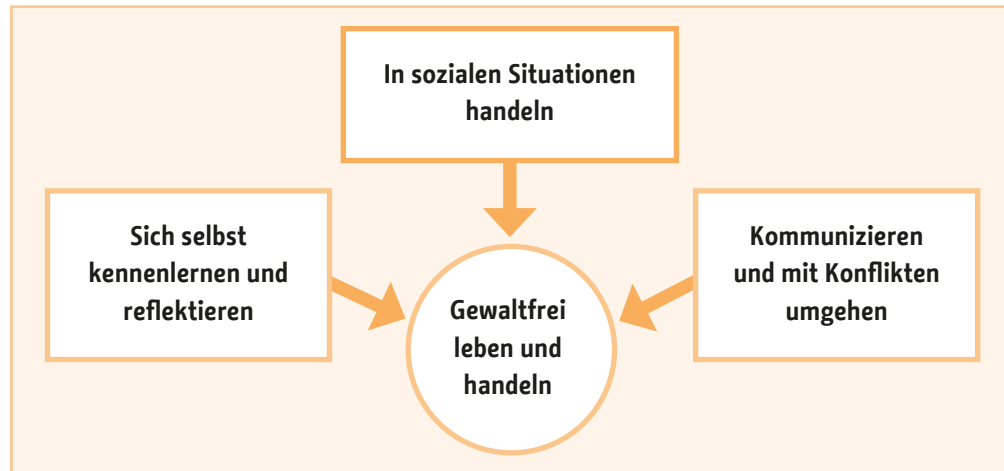 In sozialen Situationen
handeln
Sich selbst
kennenlernen und
reflektieren
Kommunizieren
und mit Konflikten
umgehen
Gewaltfrei
leben und
handeln